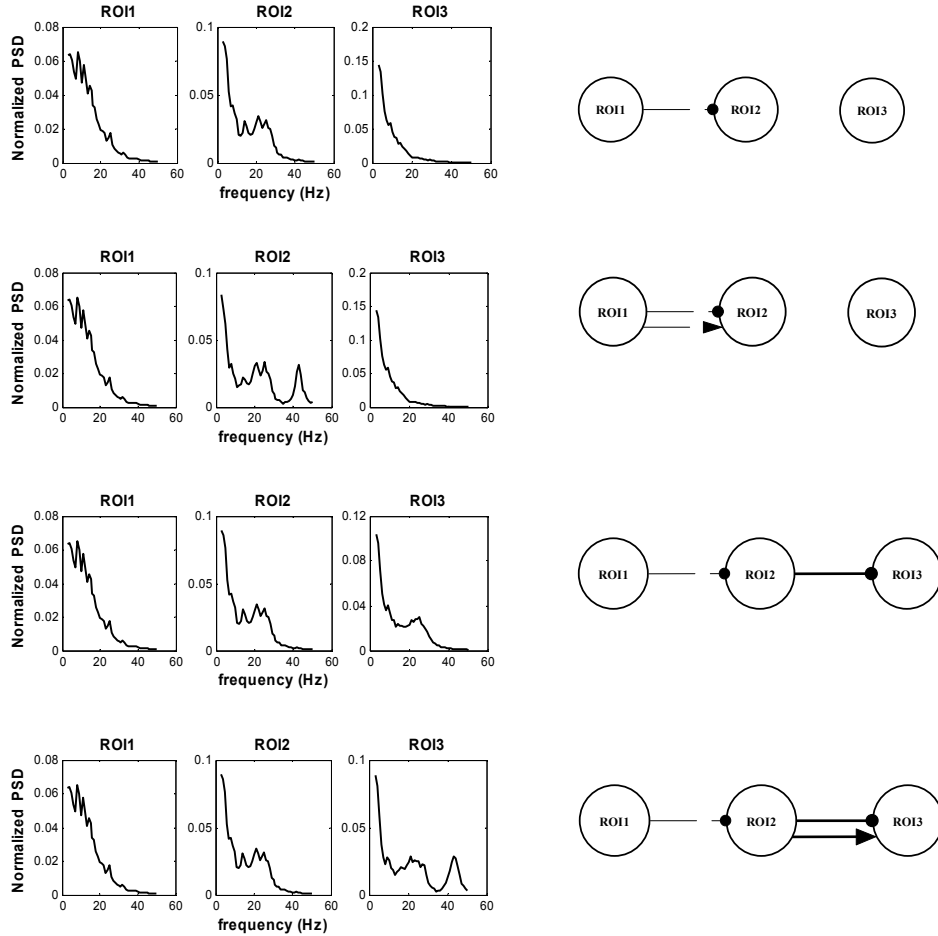 ROI1 ROI2 ROI3
0.08 0.1 0.2
0.06 0.15
Normalized PSD
0.04 0.05 0.1
ROI1 ROI2 ROI3
0.02 0.05
0 0 0
0 20 40 60 0 20 40 60 0 20 40 60
frequency (Hz)
ROI1 ROI2 ROI3
0.08 0.1 0.2
0.06 0.15
Normalized PSD
0.04 0.05 0.1
ROI1 ROI2 ROI3
0.02 0.05
0 0 0
0 20 40 60 0 20 40 60 0 20 40 60
frequency (Hz)
ROI1 ROI2 ROI3
0.08 0.1 0.12
0.06 0.08
Normalized PSD
0.04 0.05
ROI1 ROI2 ROI3
0.02 0.04
0 0 0
0 20 40 60 0 20 40 60 0 20 40 60
frequency (Hz)
ROI1 ROI2 ROI3
0.08 0.1 0.1
0.06
Normalized PSD
0.04 0.05 0.05
ROI1 ROI2 ROI3
0.02
0 0 0
0 20 40 60 0 20 40 60 0 20 40 60
frequency (Hz)